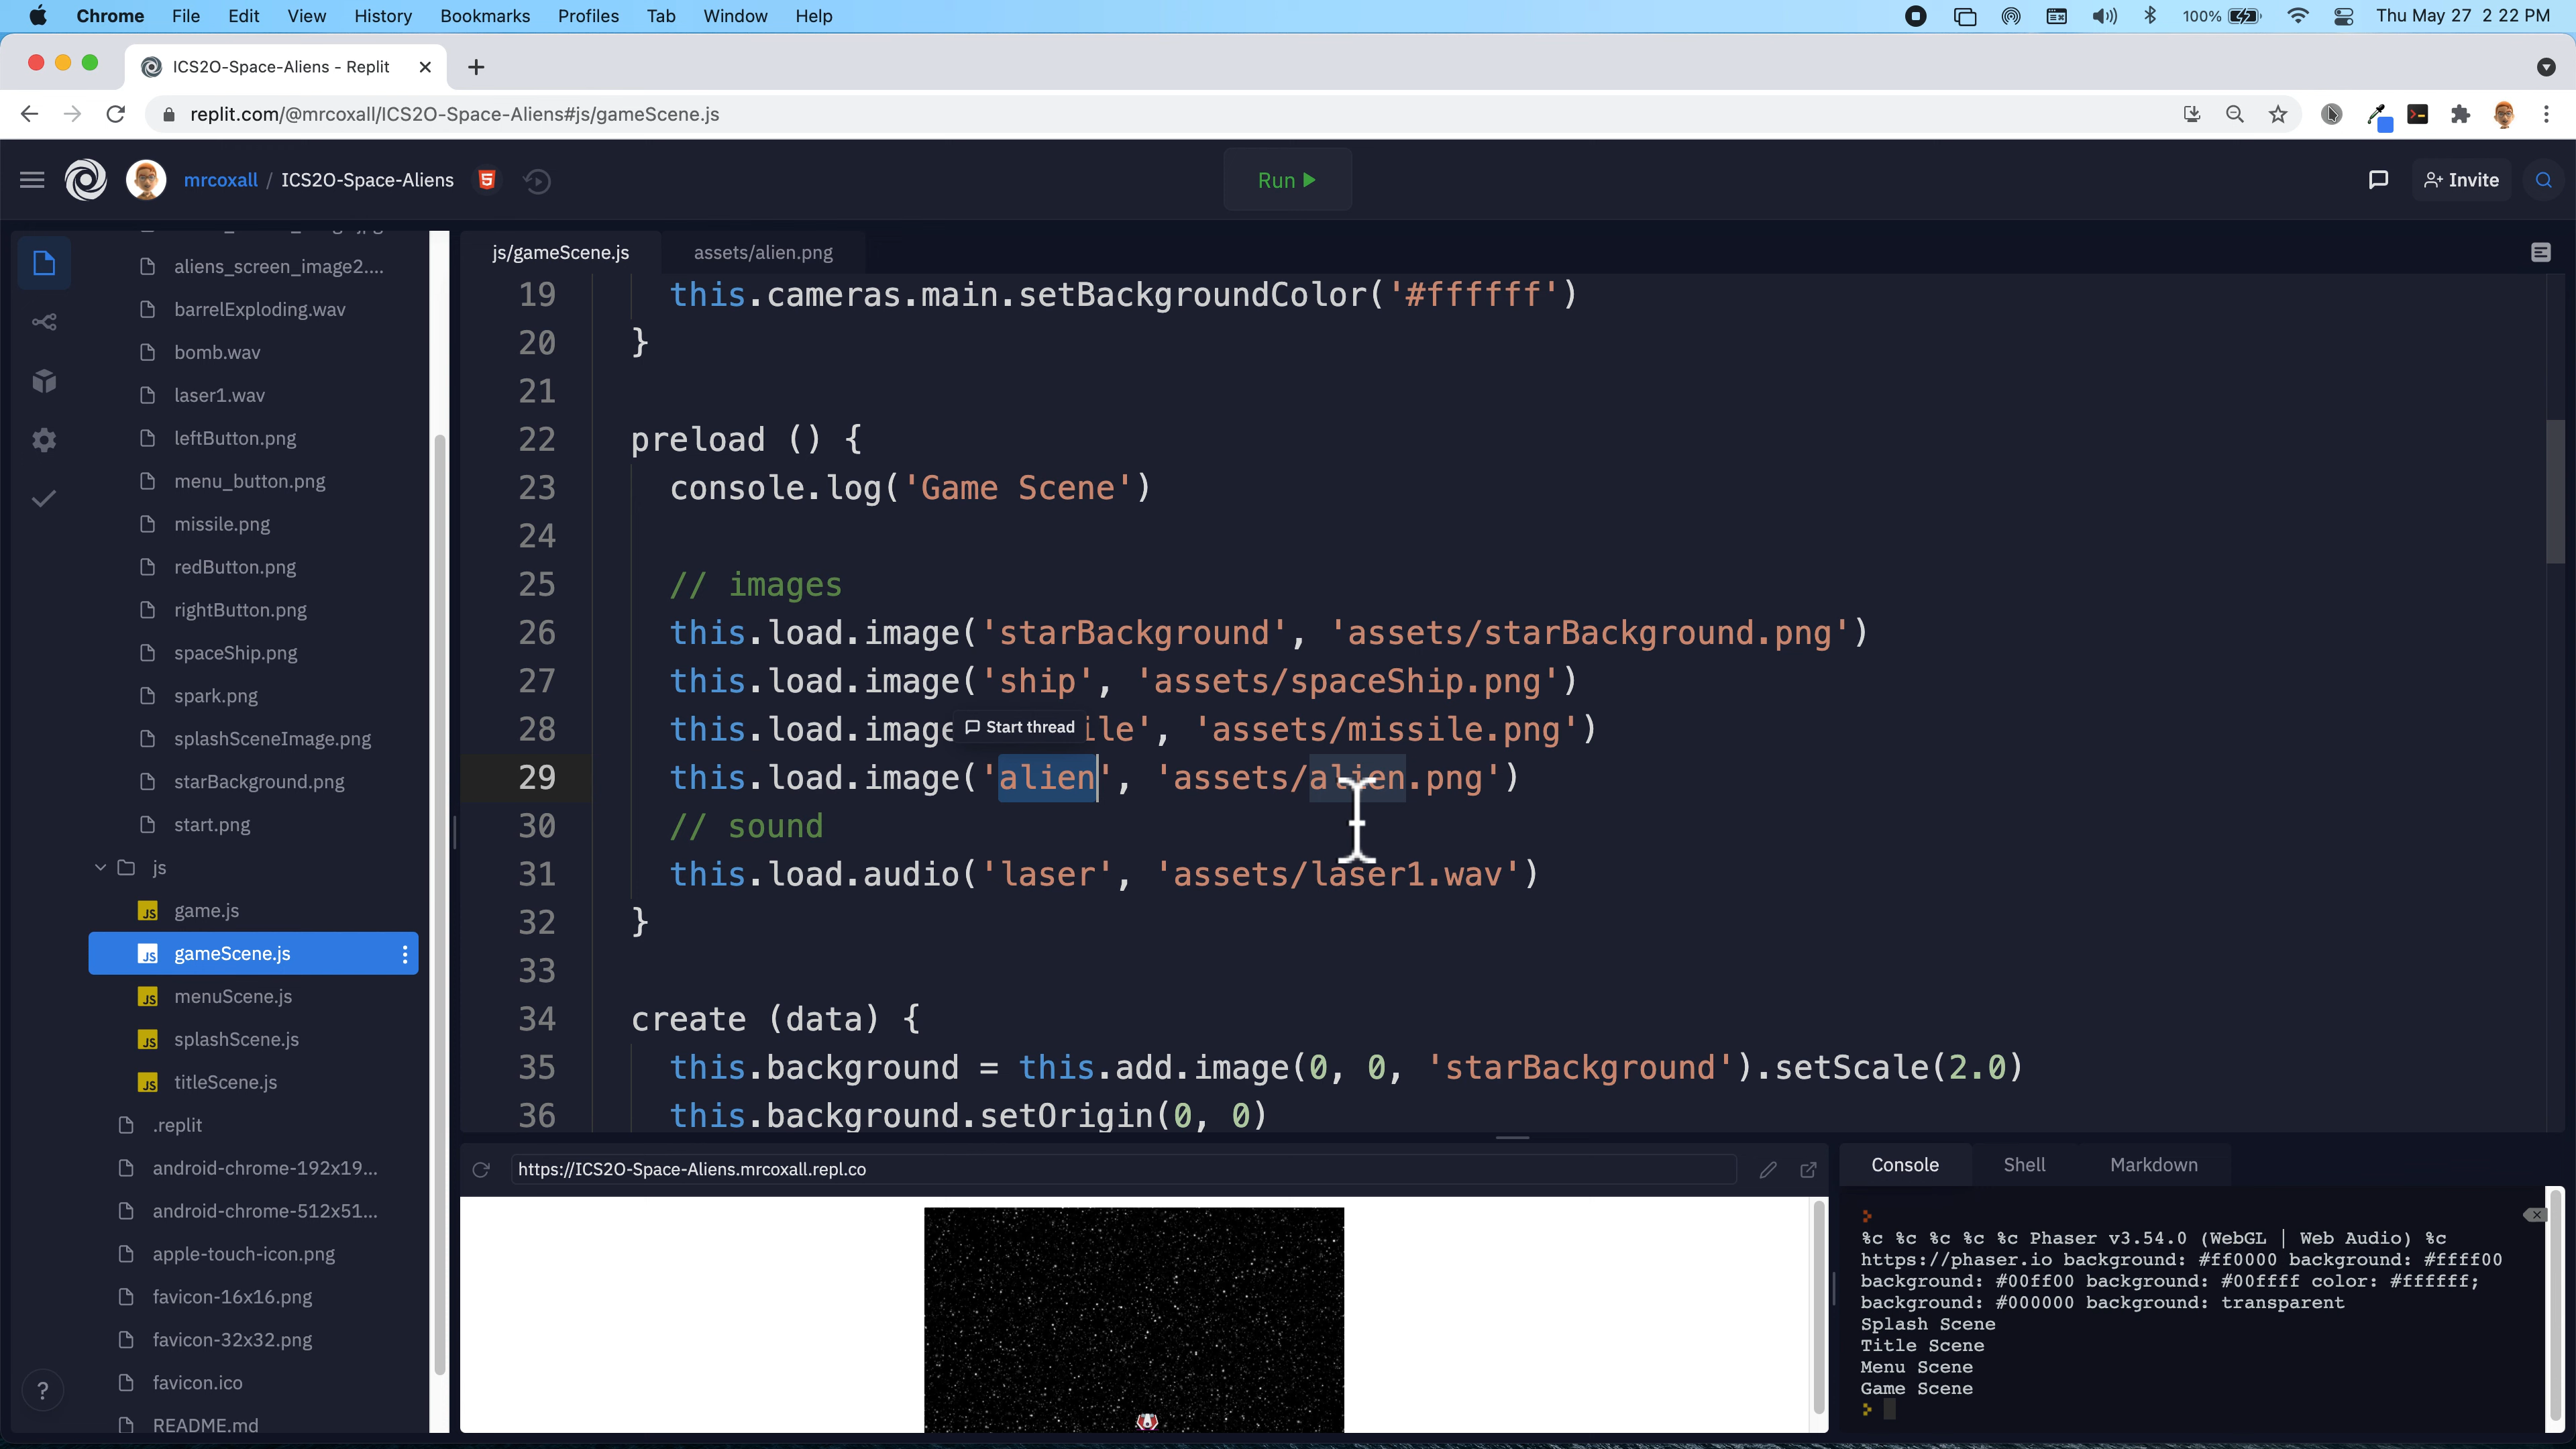 Chrome File Edit View History Bookmarks Profiles Tab Window Help 100% Thu May 27 2 22 PM
ICS2O-Space-Aliens - Replit
replit.com/@mrcoxall/ICS2O-Space-Aliens#js/gameScene.js
mrcoxall / ICS2O-Space-Aliens
Run
Invite
aliens_screen_image2....
barrelExploding.wav
bomb.wav
laser1.wav
leftButton.png
menu_button.png
missile.png
redButton.png
rightButton.png
spaceShip.png
spark.png
splashSceneImage.png
starBackground.png
start.png
js
JS game.js
JS gameScene.js
JS menuScene.js
JS splashScene.js
JS titleScene.js
.replit
android-chrome-192x19...
android-chrome-512x51...
apple-touch-icon.png
favicon-16x16.png
favicon-32x32.png
favicon.ico
README.md
?
js/gameScene.js assets/alien.png
19 this.cameras.main.setBackgroundColor('#ffffff')
20 }
21
22 preload () {
23 console.log('Game Scene')
24
25 // images
26 this.load.image('starBackground', 'assets/starBackground.png')
27 this.load.image('ship', 'assets/spaceShip.png')
28 this.load.image ile', 'assets/missile.png')
Start thread
29 this.load.image('alien', 'assets/alien.png')
30 // sound
31 this.load.audio('laser', 'assets/laser1.wav')
32 }
33
34 create (data) {
35 this.background = this.add.image(0, 0, 'starBackground').setScale(2.0)
36 this.background.setOrigin(0, 0)
https://ICS2O-Space-Aliens.mrcoxall.repl.co
Console Shell Markdown
%c %c %c %c %c Phaser v3.54.0 (WebGL | Web Audio) %c
https://phaser.io background: #ff0000 background: #ffff00
background: #00ff00 background: #00ffff color: #ffffff;
background: #000000 background: transparent
Splash Scene
Title Scene
Menu Scene
Game Scene